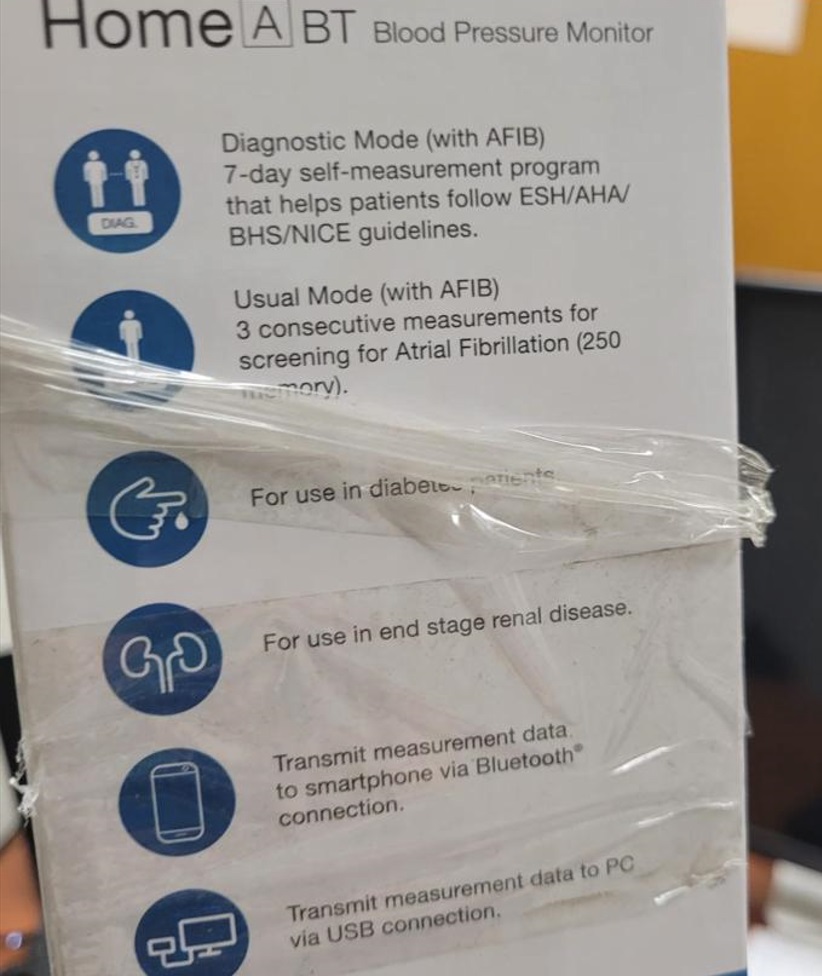 Home A BT Blood Pressure Monitor
Diagnostic Mode (with AFIB)
7-day self-measurement program
that helps patients follow ESH/AHA/
BHS/NICE guidelines.
DIAG.
Usual Mode (with AFIB)
3 consecutive measurements for
screening for Atrial Fibrillation (250
memory).
For use in diabetes patients
For use in end stage renal disease.
Transmit measurement data
to smartphone via Bluetooth®
connection.
Transmit measurement data to PC
via USB connection.